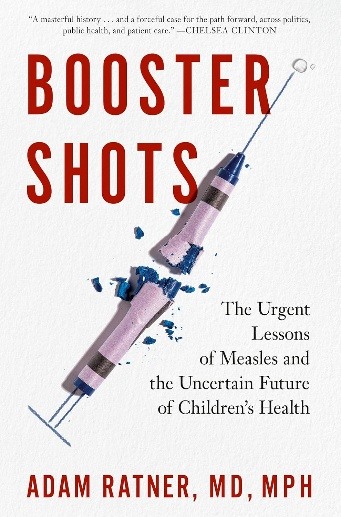 “A masterful history . . . and a forceful case for the path forward, across politics,
public health, and patient care.” —CHELSEA CLINTON
BOOSTER
SHOTS
The Urgent
Lessons
of Measles and
the Uncertain Future
of Children’s Health
ADAM RATNER, MD, MPH